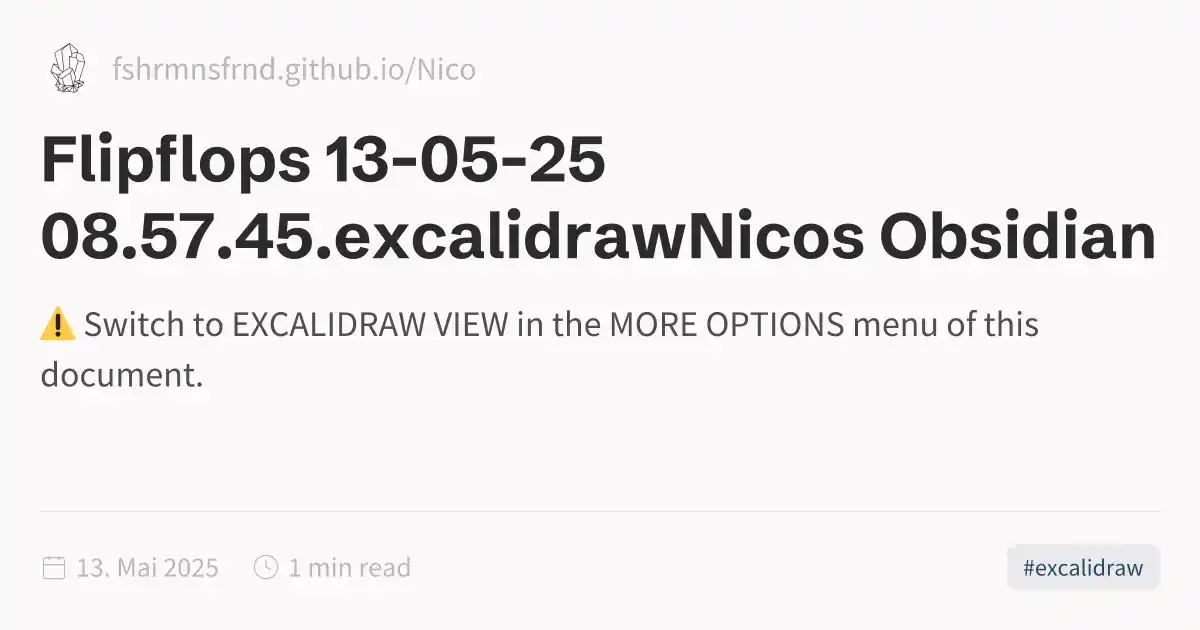 fshrmnsfrnd.github.io/Nico
Flipflops 13-05-25
08.57.45.excalidrawNicos Obsidian
⚠️ Switch to EXCALIDRAW VIEW in the MORE OPTIONS menu of this
document.
13. Mai 2025
1 min read
#excalidraw